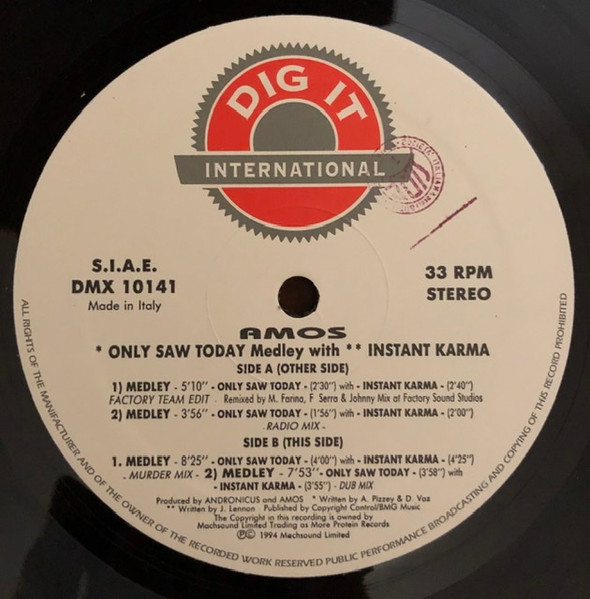 DIG IT
INTERNATIONAL
S.I.A.E.
DMX 10141
Made in Italy
33 RPM
STEREO
AMOS
* ONLY SAW TODAY Medley with ** INSTANT KARMA
SIDE A (OTHER SIDE)
1) MEDLEY - 5'10'' - ONLY SAW TODAY - (2'30'') with - INSTANT KARMA - (2'40'')
FACTORY TEAM EDIT - Remixed by M. Farina, F Serra & Johnny Mix at Factory Sound Studios
2) MEDLEY - 3'56'' - ONLY SAW TODAY - (1'56'') with - INSTANT KARMA - (2'00'')
- RADIO MIX -
SIDE B (THIS SIDE)
1. MEDLEY - 8'25'' - ONLY SAW TODAY - (4'00'') with - INSTANT KARMA - (4'25'')
- MURDER MIX - 2) MEDLEY - 7'53''- ONLY SAW TODAY - (3'58'') with
- INSTANT KARMA - (3'55'') - DUB MIX
Produced by ANDRONICUS and AMOS * Written by A. Pizzey & D. Vaz
** Written by J. Lennon Published by Copyright Control/BMG Music
The Copyright in this recording is owned by
Machsound Limited Trading as More Protein Records
℗© 1994 Machsound Limited
ALL RIGHTS OF THE MANUFACTURER AND OF THE OWNER OF THE RECORDED WORK RESERVED PUBLIC PERFORMANCE BROADCASTING AND COPYING OF THIS RECORD PROHIBITED